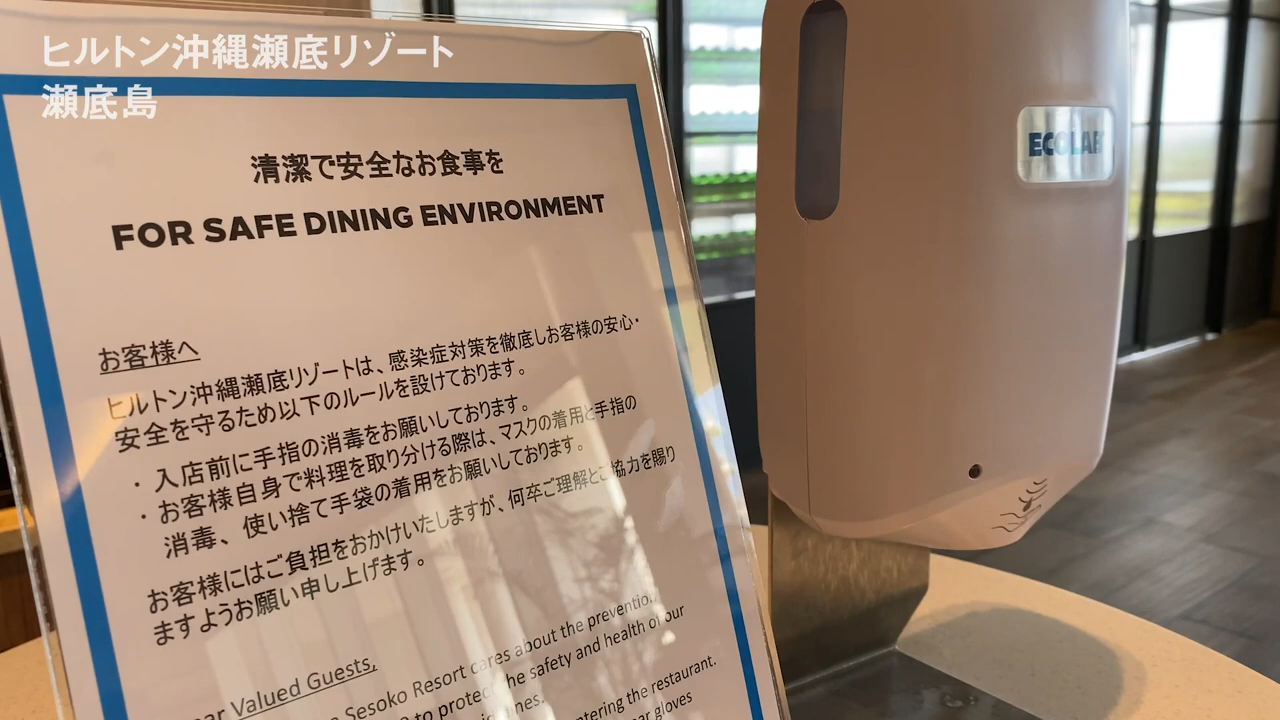 ヒルトン沖縄瀬底リゾート
瀬底島
清潔で安全なお食事を
FOR SAFE DINING ENVIRONMENT
お客様へ
ヒルトン沖縄瀬底リゾートは、感染症対策を徹底しお客様の安心・
安全を守るため以下のルールを設けております。
・入店前に手指の消毒をお願いしております。
・お客様自身で料理を取り分ける際は、マスクの着用と手指の
消毒、使い捨て手袋の着用をお願いしております。
お客様にはご負担をおかけいたしますが、何卒ご理解とご協力を賜り
ますようお願い申し上げます。
Valued Guests,
Sesoko Resort cares about the prevention
to protect the safety and health of our
entering the restaurant.
gloves
ECOLAB